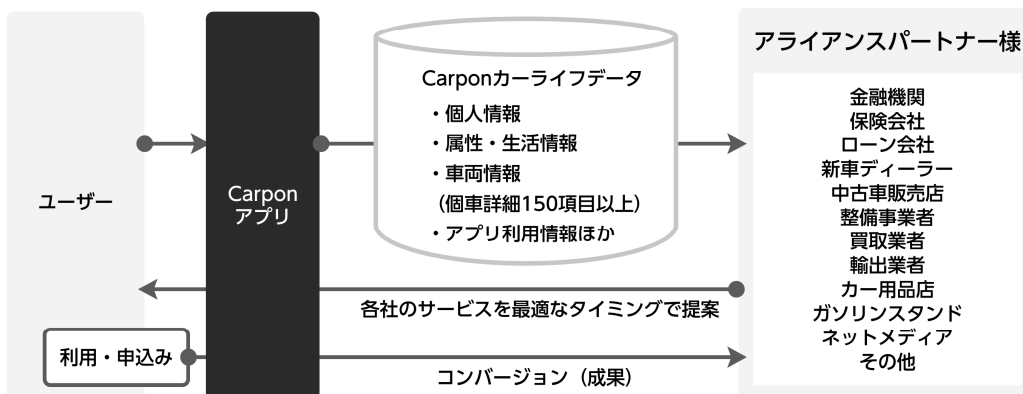 ユーザー
Carpon
アプリ
Carponカーライフデータ
・個人情報
・属性・生活情報
・車両情報
（個車詳細150項目以上）
・アプリ利用情報ほか
アライアンスパートナー様
金融機関
保険会社
ローン会社
新車ディーラー
中古車販売店
整備事業者
買取業者
輸出業者
カー用品店
ガソリンスタンド
ネットメディア
その他
各社のサービスを最適なタイミングで提案
利用・申込み
コンバージョン（成果）